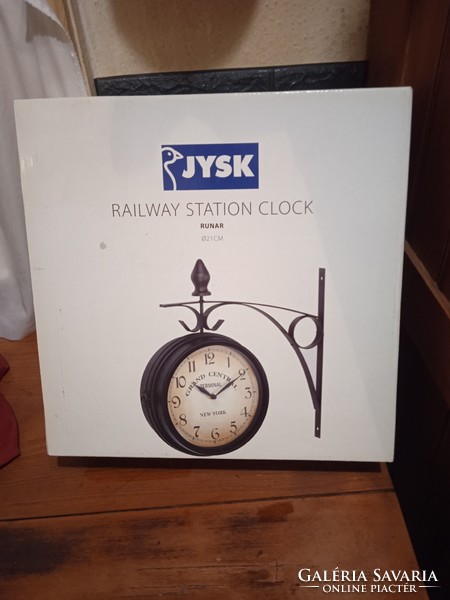 JYSK
RAILWAY STATION CLOCK
RUNAR
Ø21CM
12
11 1
10 2
9 3
8 4
7 5
6
GRAND CENTRAL
TERMINAL
NEW YORK
GALÉRIA SAVARIA
ONLINE PIACTÉR